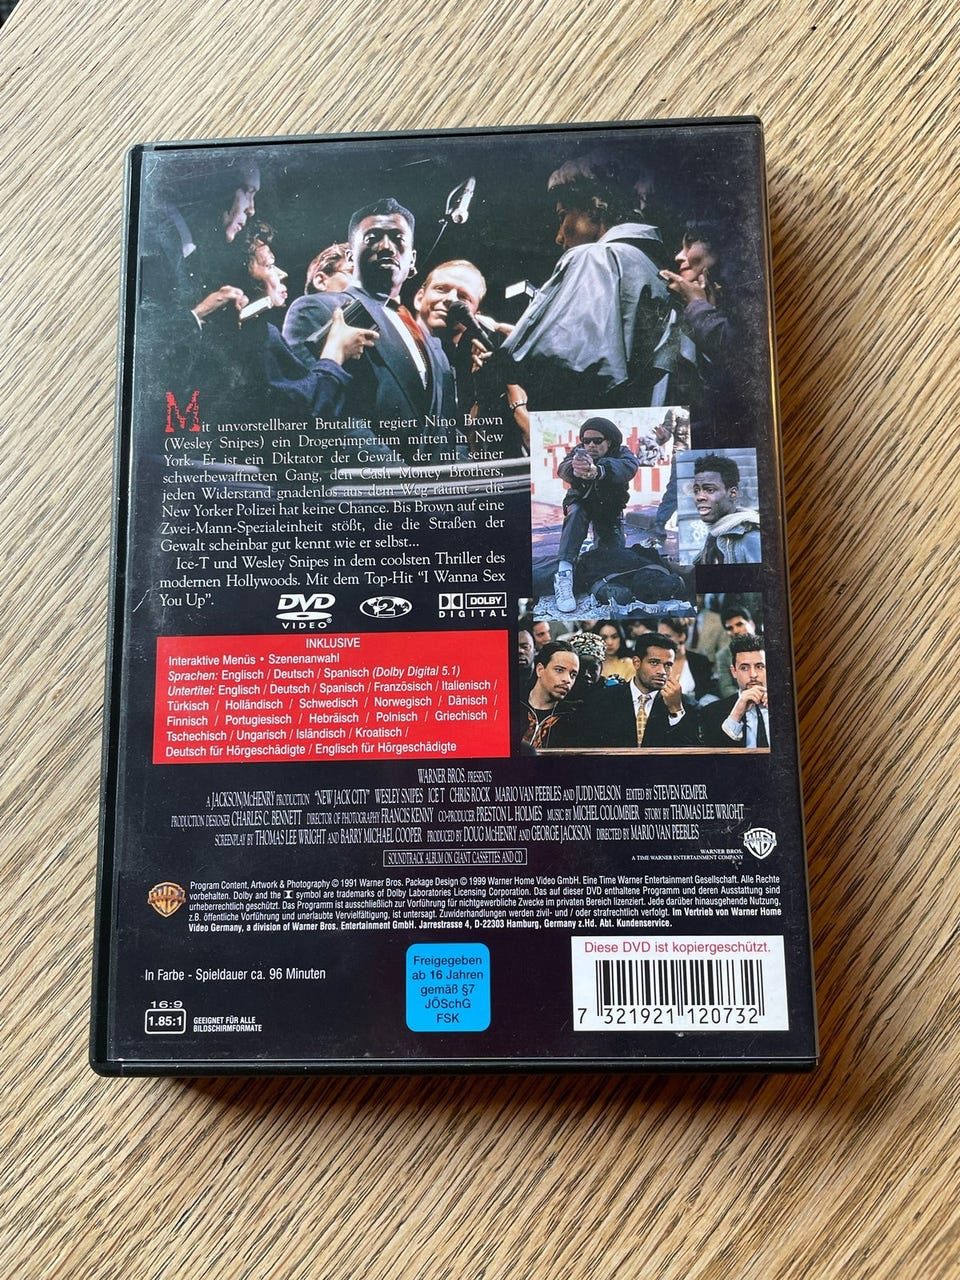 Mit unvorstellbarer Brutalität regiert Nino Brown
(Wesley Snipes) ein Drogenimperium mitten in New
York. Er ist ein Diktator der Gewalt, der mit seiner
schwerbewaffneten Gang, den Cash Money Brothers,
jeden Widerstand gnadenlos aus dem Weg räumt - die
New Yorker Polizei hat keine Chance. Bis Brown auf eine
Zwei-Mann-Spezialeinheit stößt, die die Straßen der
Gewalt scheinbar gut kennt wie er selbst...
Ice-T und Wesley Snipes in dem coolsten Thriller des
modernen Hollywoods. Mit dem Top-Hit “I Wanna Sex
You Up”.
DVD VIDEO®
2
DOLBY DIGITAL
INKLUSIVE
Interaktive Menüs • Szenenanwahl
Sprachen: Englisch / Deutsch / Spanisch (Dolby Digital 5.1)
Untertitel: Englisch / Deutsch / Spanisch / Französisch / Italienisch /
Türkisch / Holländisch / Schwedisch / Norwegisch / Dänisch /
Finnisch / Portugiesisch / Hebräisch / Polnisch / Griechisch /
Tschechisch / Ungarisch / Isländisch / Kroatisch /
Deutsch für Hörgeschädigte / Englisch für Hörgeschädigte
WARNER BROS. PRESENTS
A JACKSON/McHENRY PRODUCTION "NEW JACK CITY" WESLEY SNIPES ICE T CHRIS ROCK MARIO VAN PEEBLES AND JUDD NELSON EDITED BY STEVEN KEMPER
PRODUCTION DESIGNER CHARLES C. BENNETT DIRECTOR OF PHOTOGRAPHY FRANCIS KENNY CO-PRODUCER PRESTON L. HOLMES MUSIC BY MICHEL COLOMBIER STORY BY THOMAS LEE WRIGHT
SCREENPLAY BY THOMAS LEE WRIGHT AND BARRY MICHAEL COOPER PRODUCED BY DOUG McHENRY AND GEORGE JACKSON DIRECTED BY MARIO VAN PEEBLES
SOUNDTRACK ALBUM ON GIANT CASSETTES AND CD
WARNER BROS.
A TIME WARNER ENTERTAINMENT COMPANY
WB
WB
Program Content, Artwork & Photography © 1991 Warner Bros. Package Design © 1999 Warner Home Video GmbH. Eine Time Warner Entertainment Gesellschaft. Alle Rechte
vorbehalten. Dolby and the symbol are trademarks of Dolby Laboratories Licensing Corporation. Das auf dieser DVD enthaltene Programm und deren Ausstattung sind
urheberrechtlich geschützt. Das Programm ist ausschließlich zur Vorführung für nichtgewerbliche Zwecke im privaten Bereich lizenziert. Jede darüber hinausgehende Nutzung,
z.B. öffentliche Vorführung und unerlaubte Vervielfältigung, ist untersagt. Zuwiderhandlungen werden zivil- und / oder strafrechtlich verfolgt. Im Vertrieb von Warner Home
Video Germany, a division of Warner Bros. Entertainment GmbH. Jarrestrasse 4, D-22303 Hamburg, Germany z.Hd. Abt. Kundenservice.
In Farbe - Spieldauer ca. 96 Minuten
16:9
1.85:1
GEEIGNET FÜR ALLE
BILDSCHIRMFORMATE
Freigegeben
ab 16 Jahren
gemäß §7
JÖSchG
FSK
Diese DVD ist kopiergeschützt.
7 321921 120732